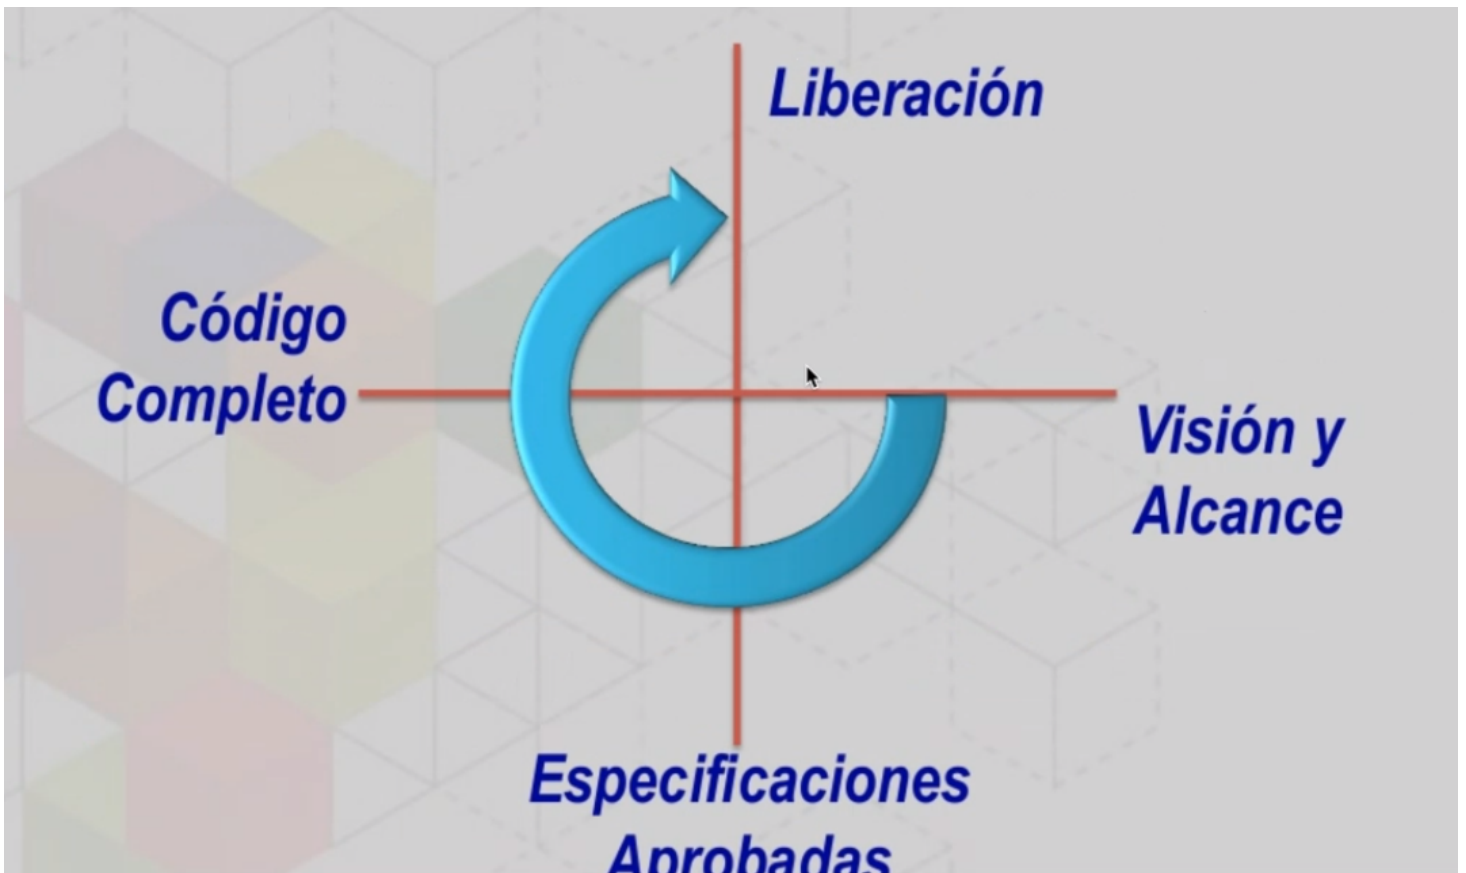 Liberación
Código
Completo
Visión y
Alcance
Especificaciones
Aprobadas